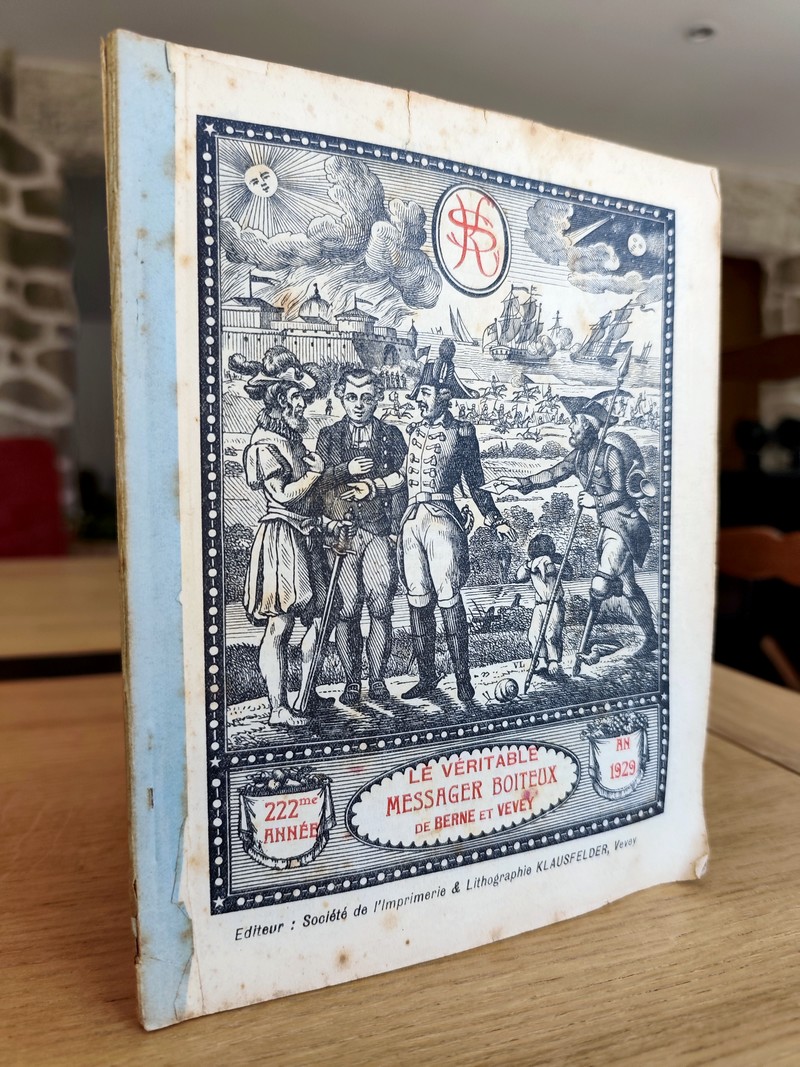 222me
ANNÉE
LE VÉRITABLE
MESSAGER BOITEUX
DE BERNE ET VEVEY
AN
1929
Editeur : Société de l'Imprimerie & Lithographie KLAUSFELDER, Vevey